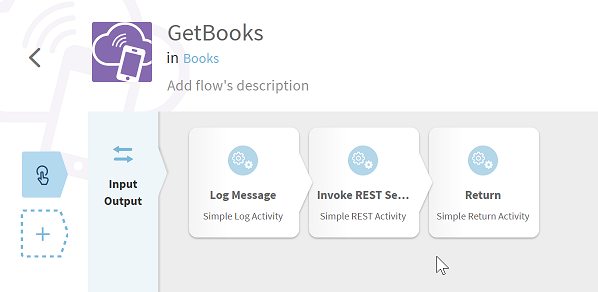 GetBooks
in Books
Add flow's description
Input
Output
Log Message
Simple Log Activity
Invoke REST Se...
Simple REST Activity
Return
Simple Return Activity